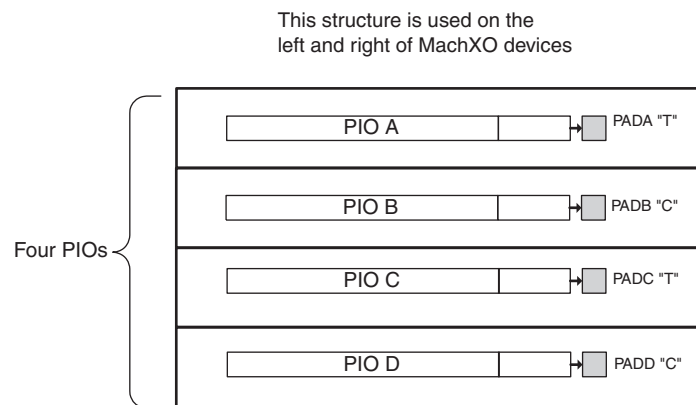 This structure is used on the
left and right of MachXO devices
PIO A
PADA "T"
PIO B
PADB "C"
Four PIOs
PIO C
PADC "T"
PIO D
PADD "C"